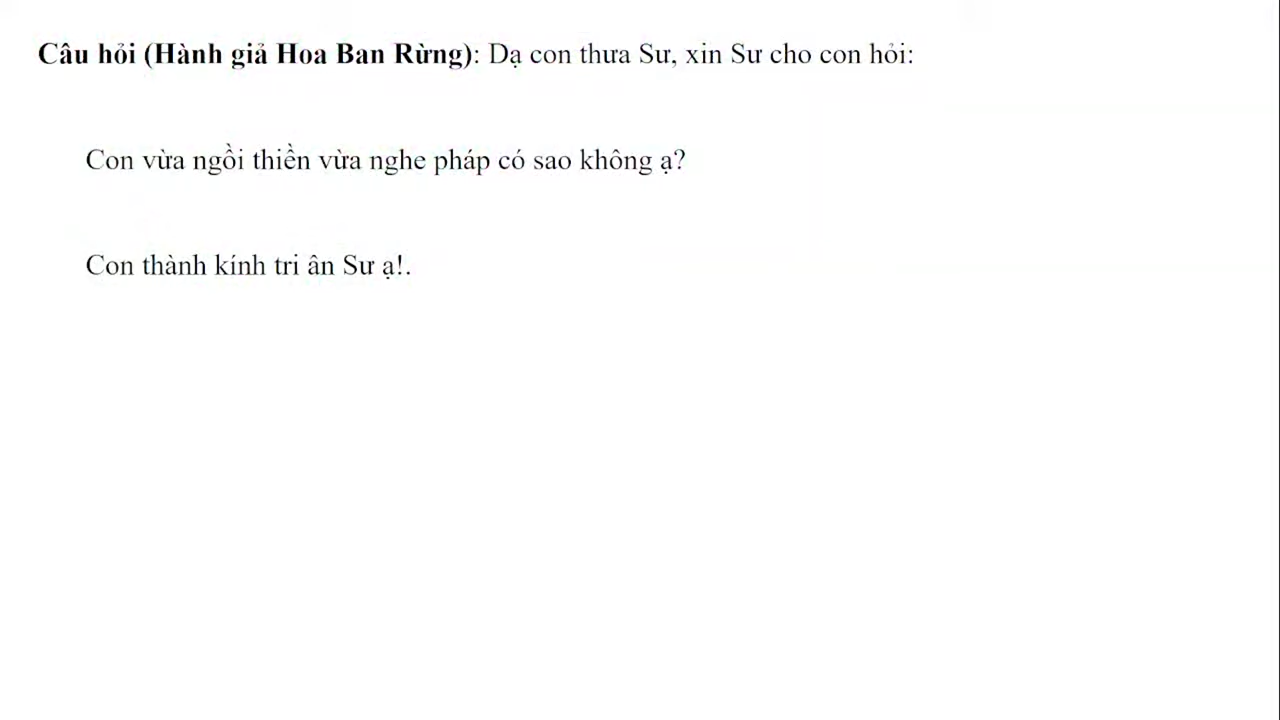 Câu hỏi (Hành giả Hoa Ban Rừng): Dạ con thưa Sư, xin Sư cho con hỏi:
Con vừa ngồi thiền vừa nghe pháp có sao không ạ?
Con thành kính tri ân Sư ạ!.